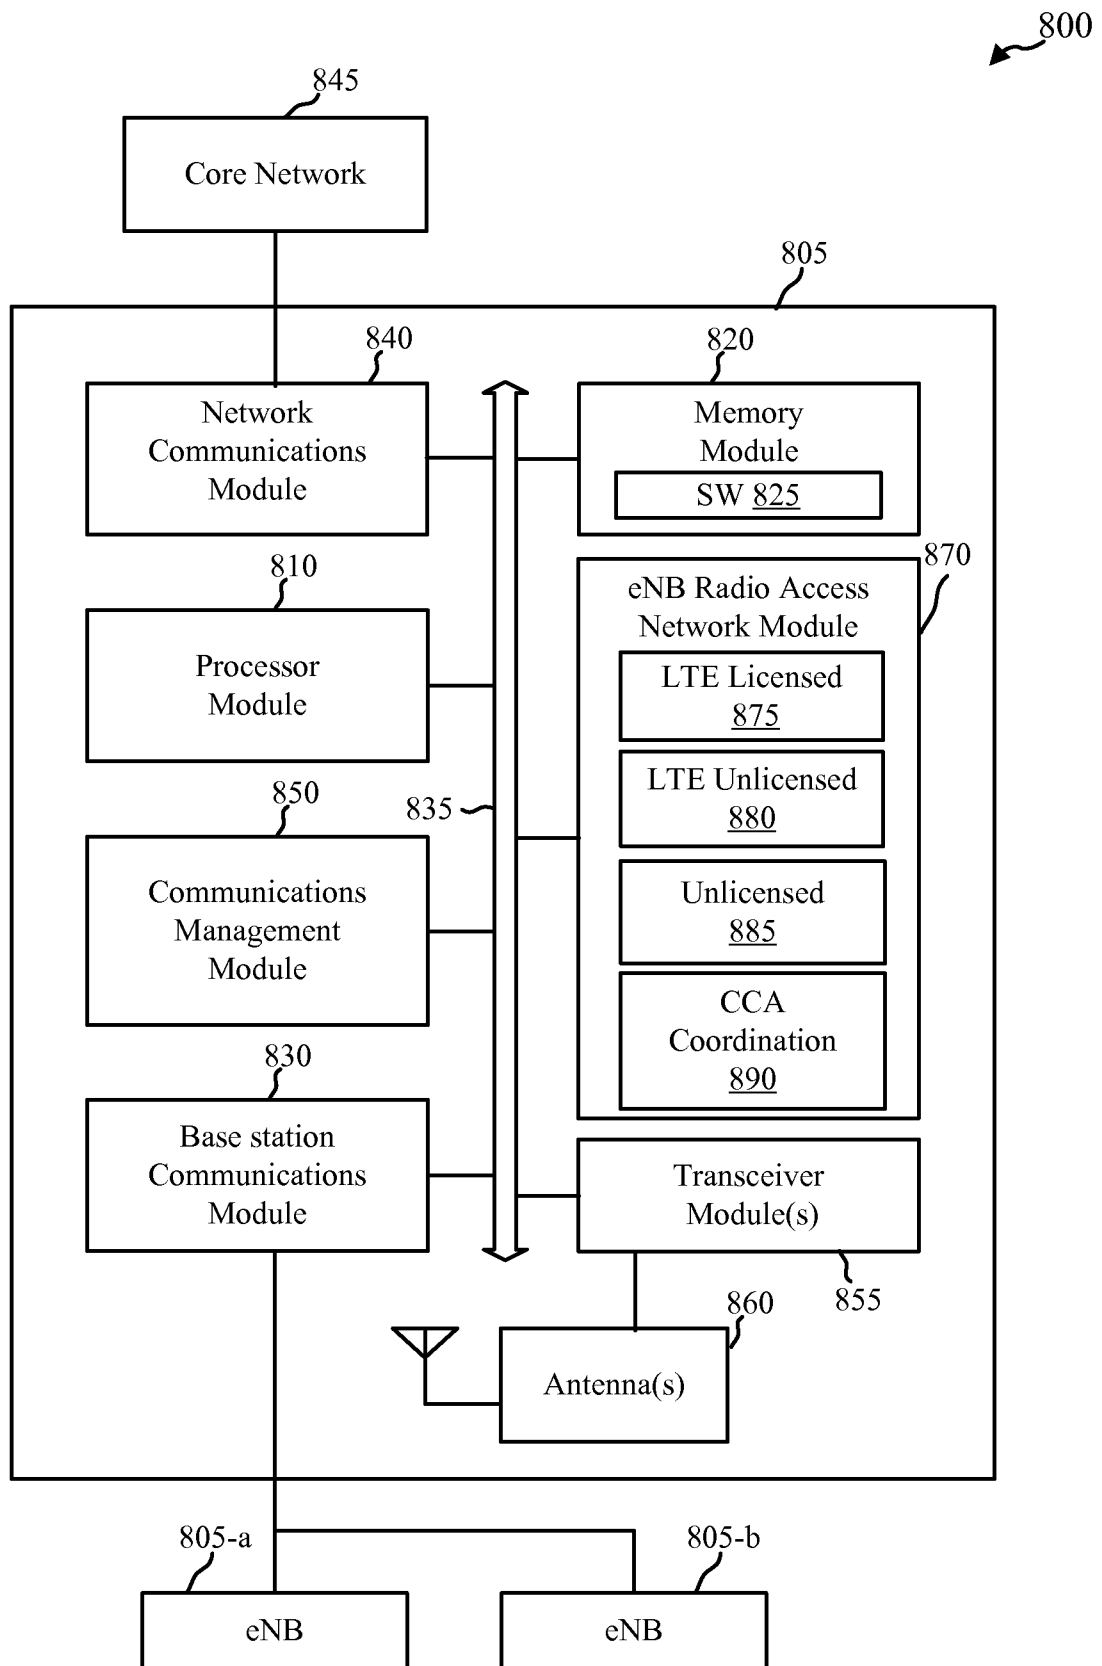 800
845
Core Network
805
840
Network
Communications
Module
820
Memory
Module
SW 825
810
Processor
Module
870
eNB Radio Access
Network Module
LTE Licensed
875
LTE Unlicensed
880
Unlicensed
885
CCA
Coordination
890
835
850
Communications
Management
Module
830
Base station
Communications
Module
Transceiver
Module(s)
855
860
Antenna(s)
805-a
eNB
805-b
eNB